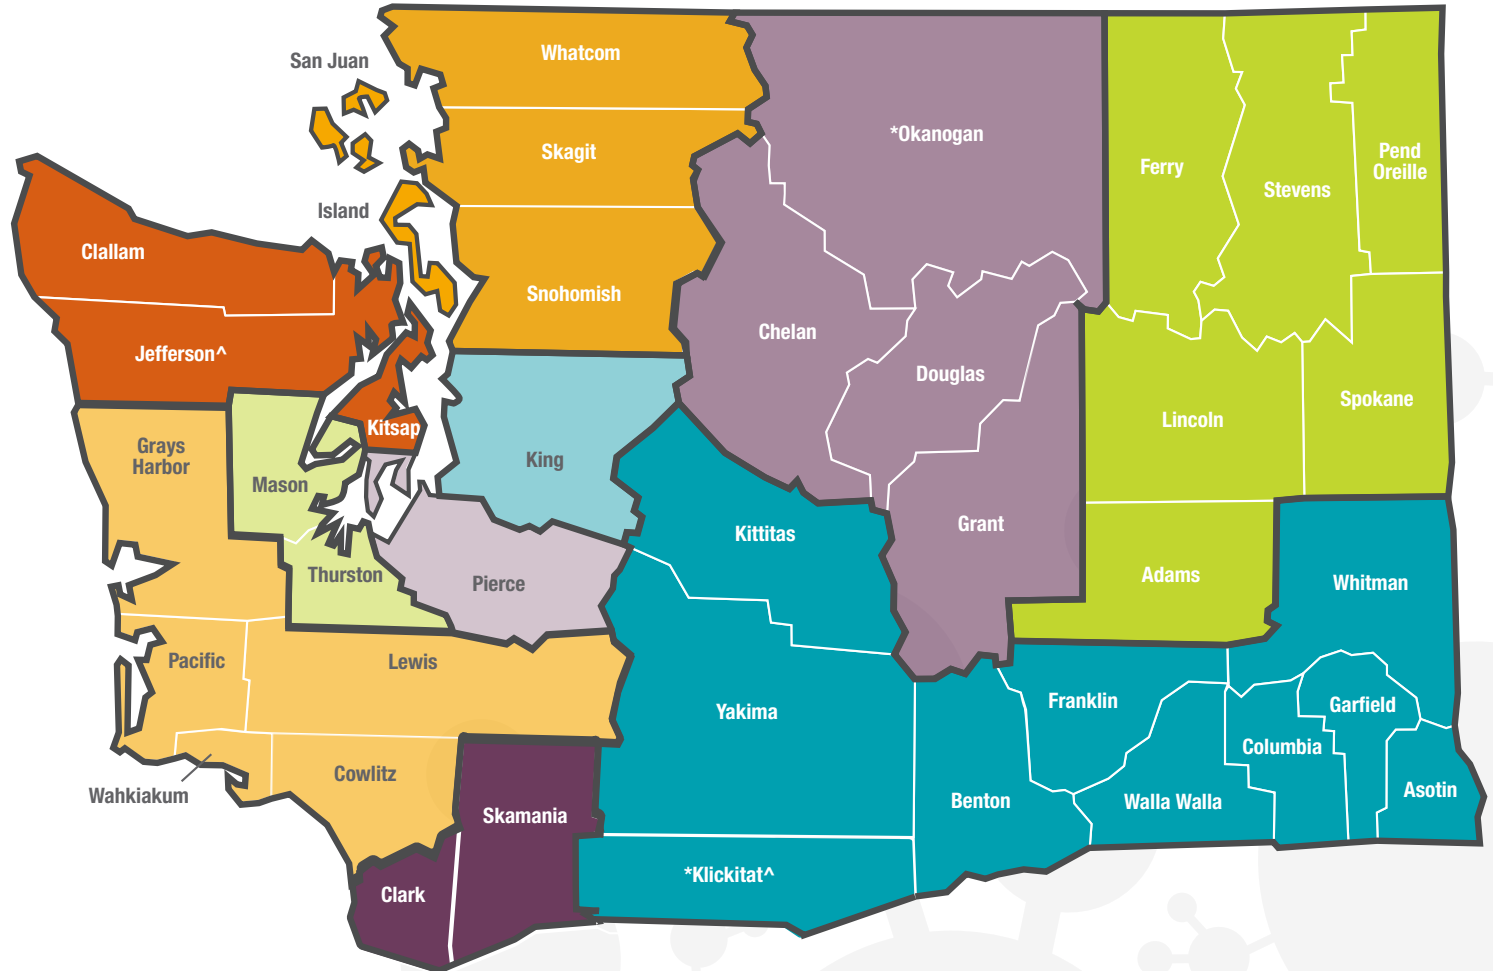 Whatcom
San Juan
*Okanogan
Skagit
Pend
Oreille
Ferry
Stevens
Island
Clallam
Snohomish
Chelan
Jefferson^
Douglas
Spokane
Lincoln
Kitsap
Grays
Harbor
King
Mason
Grant
Kittitas
Thurston
Adams
Pierce
Whitman
Pacific
Lewis
Franklin
Garfield
Yakima
Columbia
Cowlitz
Asotin
Wahkiakum
Benton
Walla Walla
Skamania
*Klickitat^
Clark